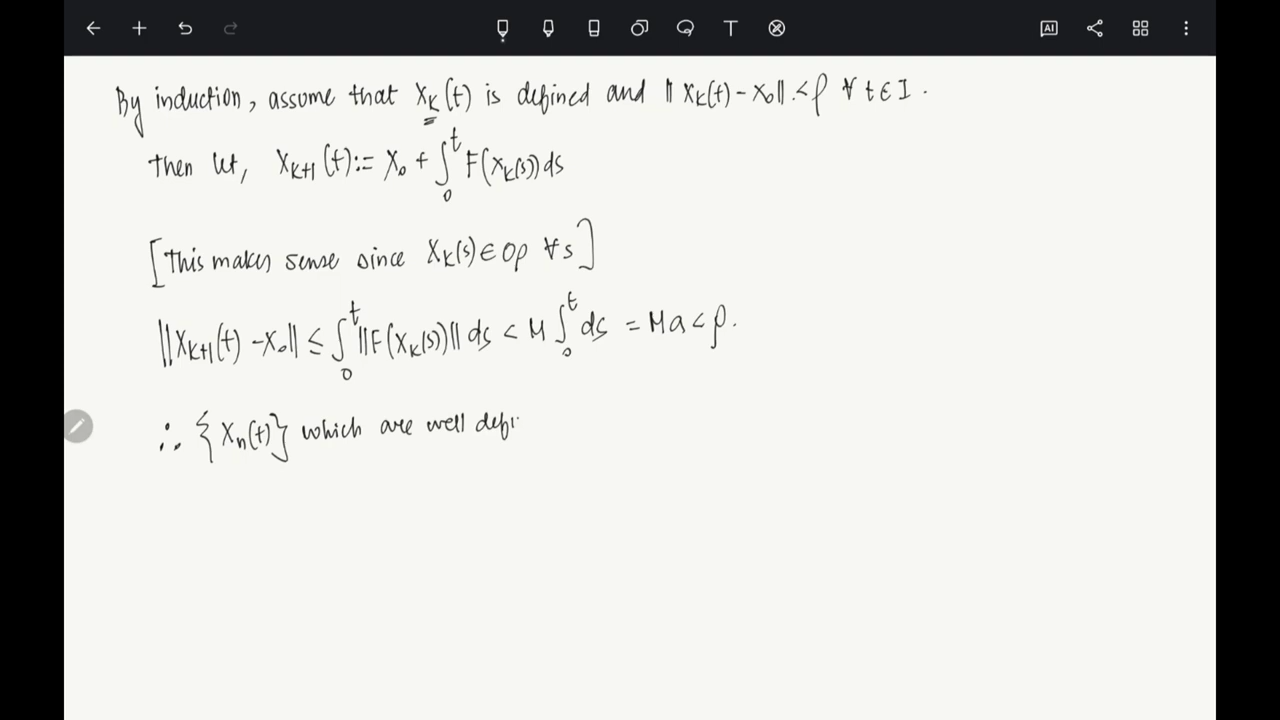 By induction, assume that X_K(t) is defined and ‖X_K(t) - X_0‖ < ρ ∀ t ∈ I.
Then let, X_{K+1}(t) := X_0 + ∫_0^t F(X_K(s)) ds
[This makes sense since X_K(s) ∈ O_ρ ∀ s]
‖X_{K+1}(t) - X_0‖ ≤ ∫_0^t ‖F(X_K(s))‖ ds < M ∫_0^t ds = Ma < ρ.
∴ {X_n(t)} which are well defi